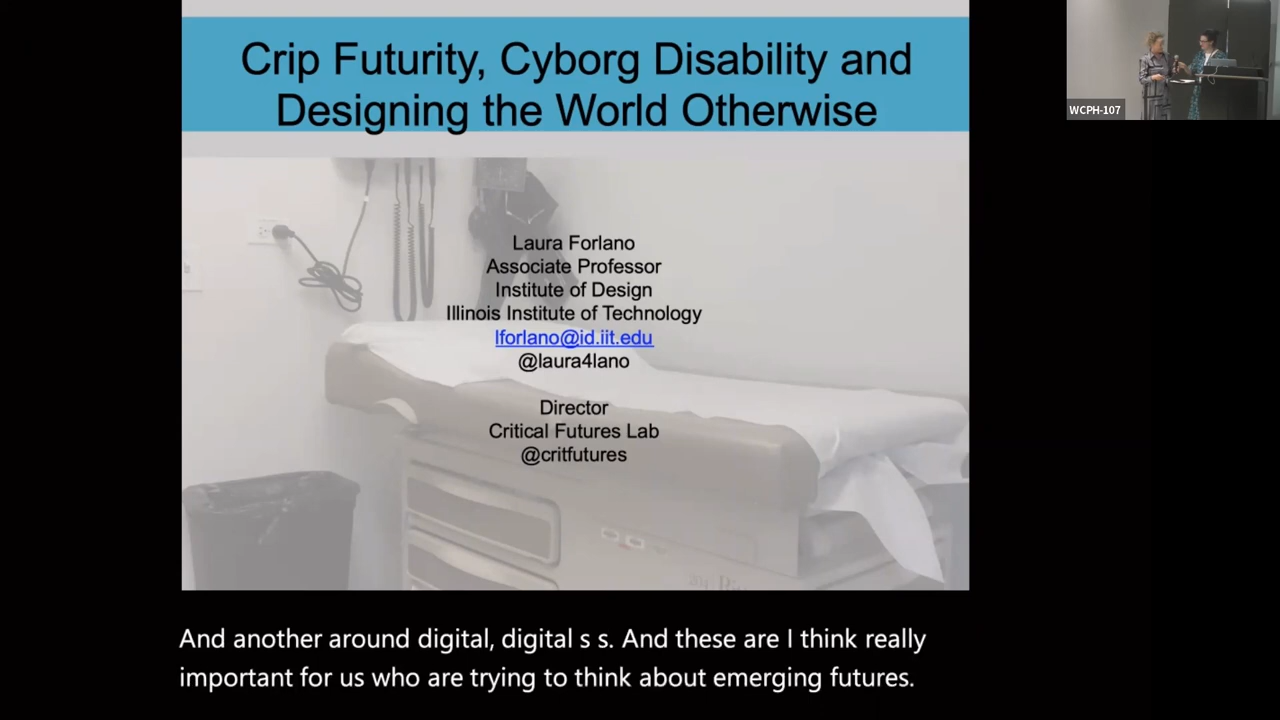 Crip Futurity, Cyborg Disability and
Designing the World Otherwise
WCPH-107
Laura Forlano
Associate Professor
Institute of Design
Illinois Institute of Technology
lforlano@id.iit.edu
@laura4lano
Director
Critical Futures Lab
@critfutures
And another around digital, digital s s. And these are I think really
important for us who are trying to think about emerging futures.